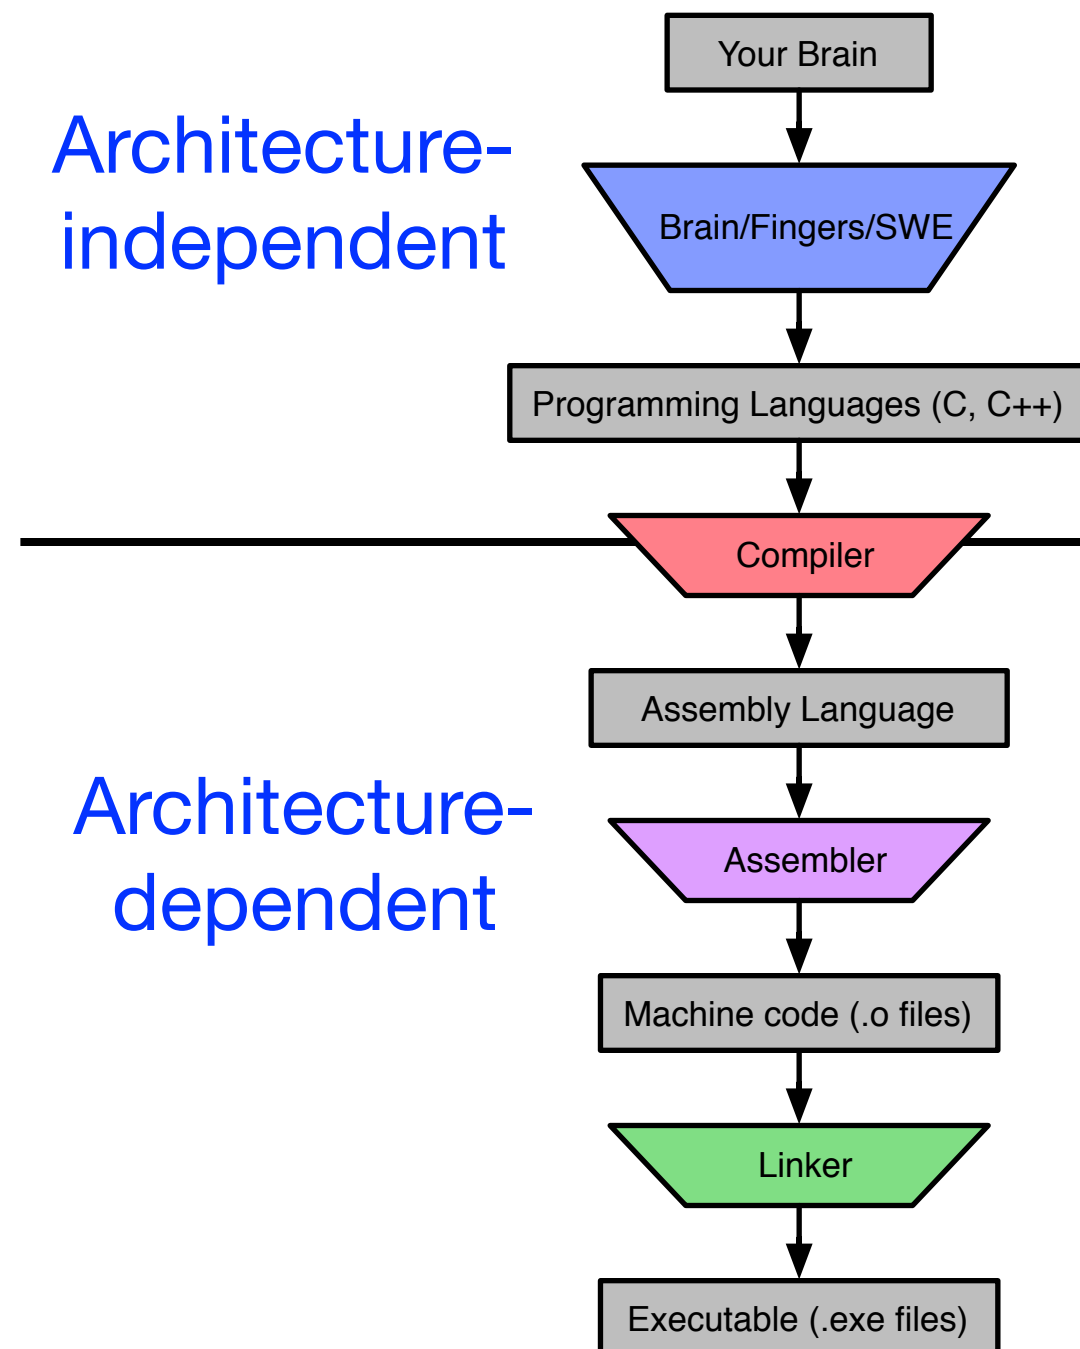 Your Brain
Architecture-
independent
Brain/Fingers/SWE
Programming Languages (C, C++)
Compiler
Assembly Language
Architecture-
dependent
Assembler
Machine code (.o files)
Linker
Executable (.exe files)